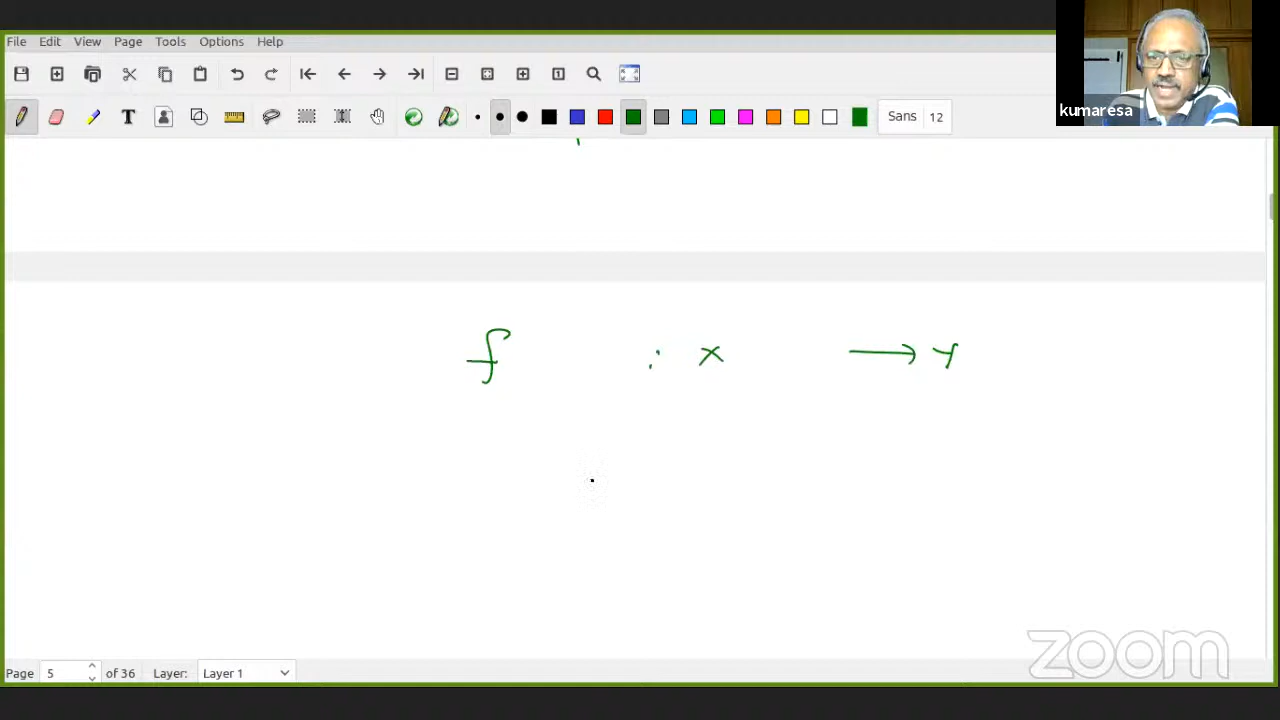 File Edit View Page Tools Options Help
kumaresa
Sans 12
f : X → Y
Page 5 of 36 Layer: Layer 1
zoom